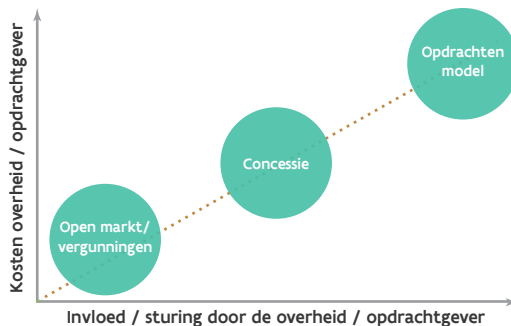 Kosten overheid / opdrachtgever
Opdrachten
model
Concessie
Open markt/
vergunningen
Invloed / sturing door de overheid / opdrachtgever